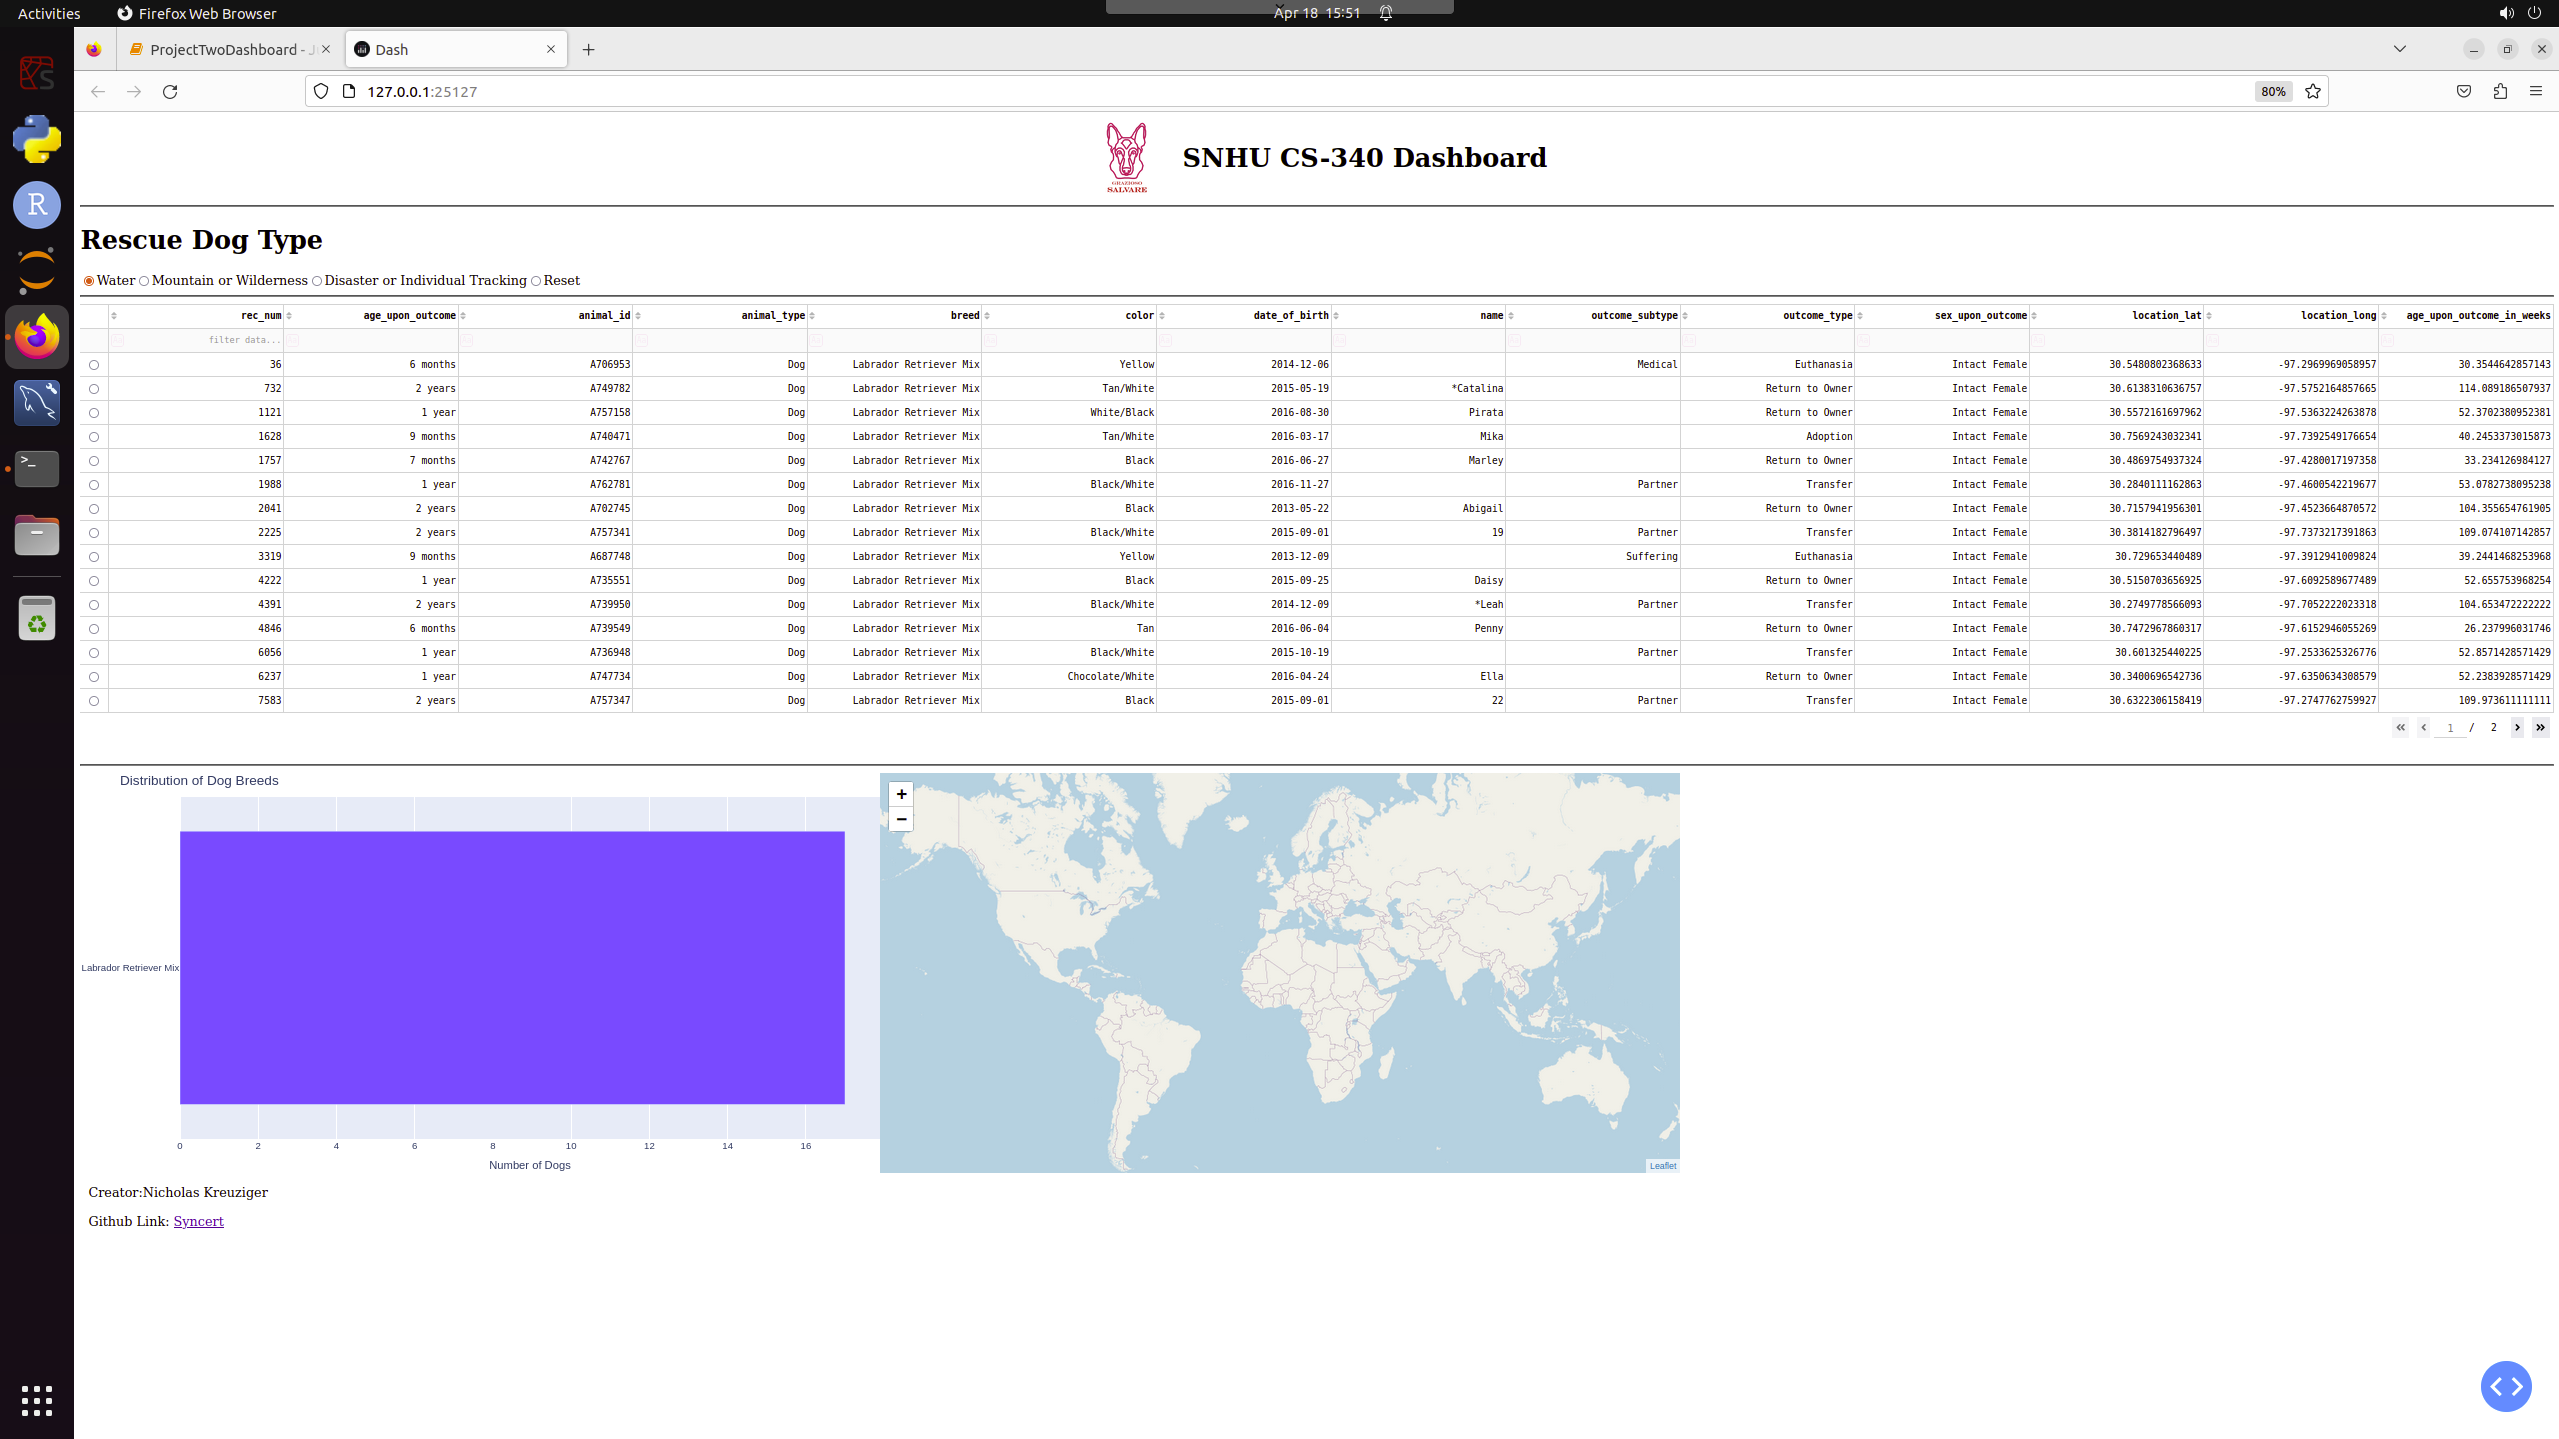 Activities Firefox Web Browser Apr 18 15:51
ProjectTwoDashboard - J Dash
127.0.0.1:25127 80%
GRAZIOSO
SALVARE
SNHU CS-340 Dashboard
Rescue Dog Type
Water Mountain or Wilderness Disaster or Individual Tracking Reset
rec_num age_upon_outcome animal_id animal_type breed color date_of_birth name outcome_subtype outcome_type sex_upon_outcome location_lat location_long age_upon_outcome_in_weeks
filter data...
36 6 months A706953 Dog Labrador Retriever Mix Yellow 2014-12-06 Medical Euthanasia Intact Female 30.5480802368633 -97.2969969058957 30.3544642857143
732 2 years A749782 Dog Labrador Retriever Mix Tan/White 2015-05-19 *Catalina Return to Owner Intact Female 30.6138310636757 -97.5752164857665 114.089186507937
1121 1 year A757158 Dog Labrador Retriever Mix White/Black 2016-08-30 Pirata Return to Owner Intact Female 30.5572161697962 -97.5363224263878 52.3702380952381
1628 9 months A740471 Dog Labrador Retriever Mix Tan/White 2016-03-17 Mika Adoption Intact Female 30.7569243032341 -97.7392549176654 40.2453373015873
1757 7 months A742767 Dog Labrador Retriever Mix Black 2016-06-27 Marley Return to Owner Intact Female 30.4869754937324 -97.4280017197358 33.234126984127
1988 1 year A762781 Dog Labrador Retriever Mix Black/White 2016-11-27 Partner Transfer Intact Female 30.2840111162863 -97.4600542219677 53.0782738095238
2041 2 years A702745 Dog Labrador Retriever Mix Black 2013-05-22 Abigail Return to Owner Intact Female 30.7157941956301 -97.4523664870572 104.355654761905
2225 2 years A757341 Dog Labrador Retriever Mix Black/White 2015-09-01 19 Partner Transfer Intact Female 30.3814182796497 -97.7373217391863 109.074107142857
3319 9 months A687748 Dog Labrador Retriever Mix Yellow 2013-12-09 Suffering Euthanasia Intact Female 30.729653440489 -97.3912941009824 39.2441468253968
4222 1 year A735551 Dog Labrador Retriever Mix Black 2015-09-25 Daisy Return to Owner Intact Female 30.5150703656925 -97.6092589677489 52.655753968254
4391 2 years A739950 Dog Labrador Retriever Mix Black/White 2014-12-09 *Leah Partner Transfer Intact Female 30.2749778566093 -97.7052222023318 104.653472222222
4846 6 months A739549 Dog Labrador Retriever Mix Tan 2016-06-04 Penny Return to Owner Intact Female 30.7472967860317 -97.6152946055269 26.237996031746
6056 1 year A736948 Dog Labrador Retriever Mix Black/White 2015-10-19 Partner Transfer Intact Female 30.601325440225 -97.2533625326776 52.8571428571429
6237 1 year A747734 Dog Labrador Retriever Mix Chocolate/White 2016-04-24 Ella Return to Owner Intact Female 30.3400696542736 -97.6350634308579 52.2383928571429
7583 2 years A757347 Dog Labrador Retriever Mix Black 2015-09-01 22 Partner Transfer Intact Female 30.6322306158419 -97.2747762759927 109.973611111111
1 / 2
Distribution of Dog Breeds
+
−
Labrador Retriever Mix
0 2 4 6 8 10 12 14 16
Number of Dogs
Leaflet
Creator:Nicholas Kreuziger
Github Link: Syncert